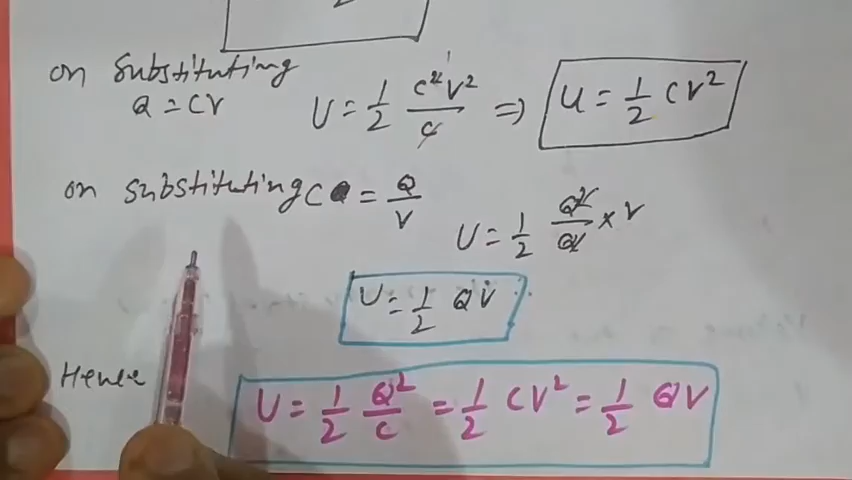 2
on substituting
Q = CV U = 1/2 C²V²/C ⇒ U = 1/2 CV²
on substituting C = Q/V U = 1/2 Q²/Q × V
U = 1/2 QV
Hence
U = 1/2 Q²/C = 1/2 CV² = 1/2 QV